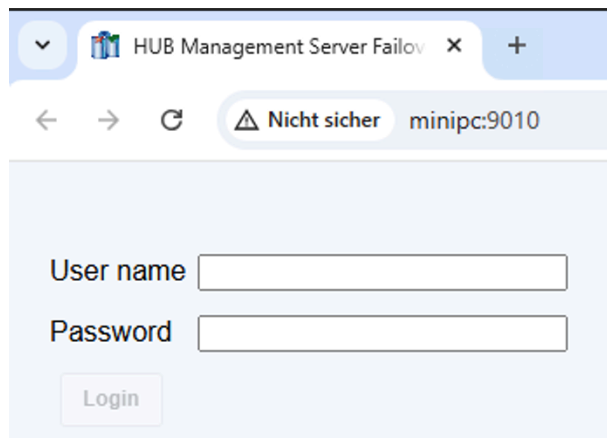 HUB Management Server Failov
Nicht sicher minipc:9010
User name
Password
Login